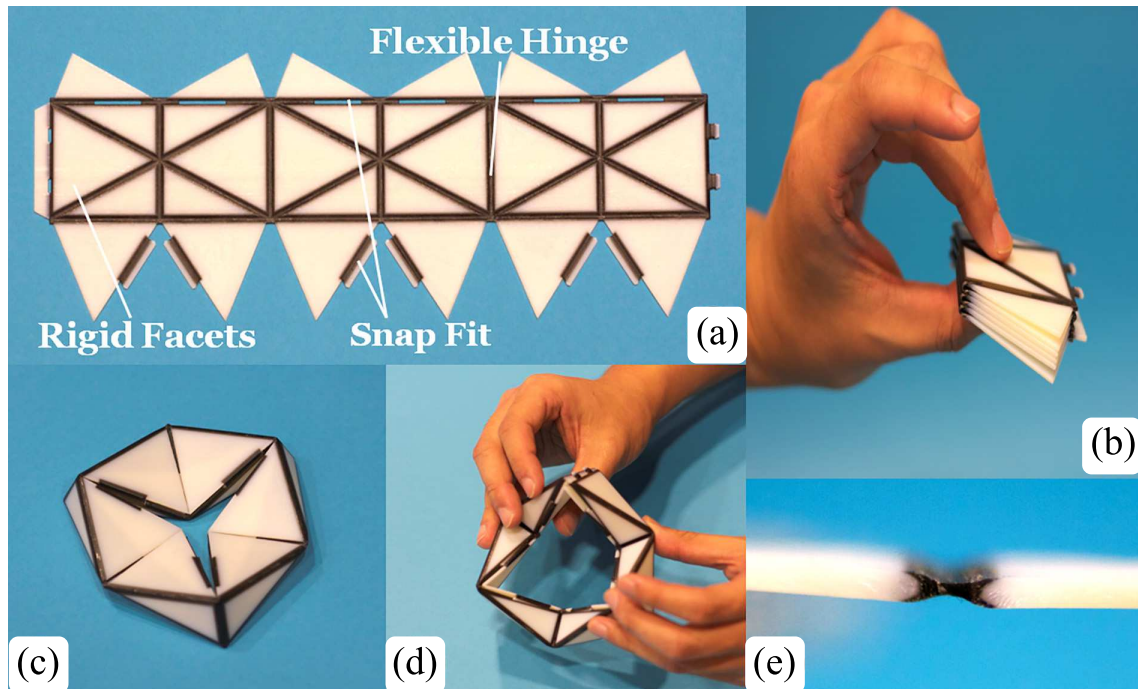 Flexible Hinge
Rigid Facets
Snap Fit
(a)
(b)
(c)
(d)
(e)